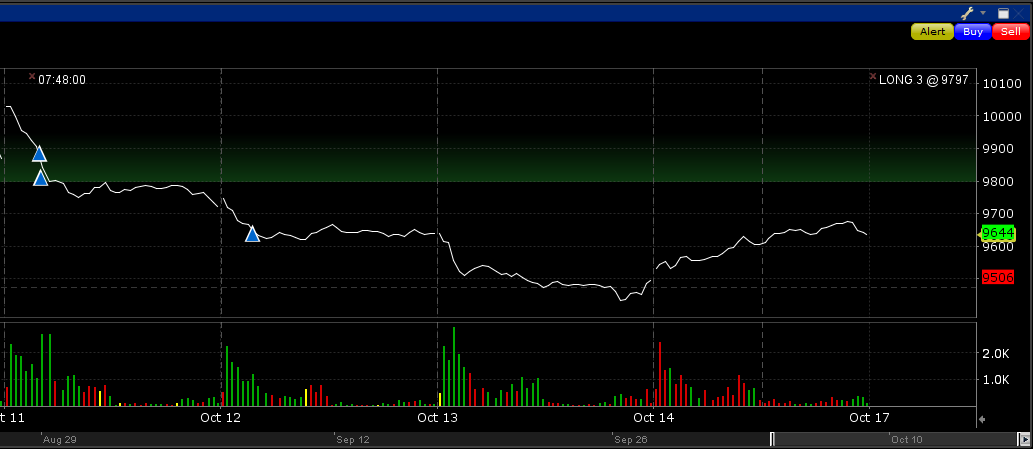 Alert Buy Sell
07:48:00 LONG 3 @ 9797
10100
10000
9900
9800
9700
9644
9600
9506
2.0K
1.0K
t 11 Oct 12 Oct 13 Oct 14 Oct 17
Aug 29 Sep 12 Sep 26 Oct 10